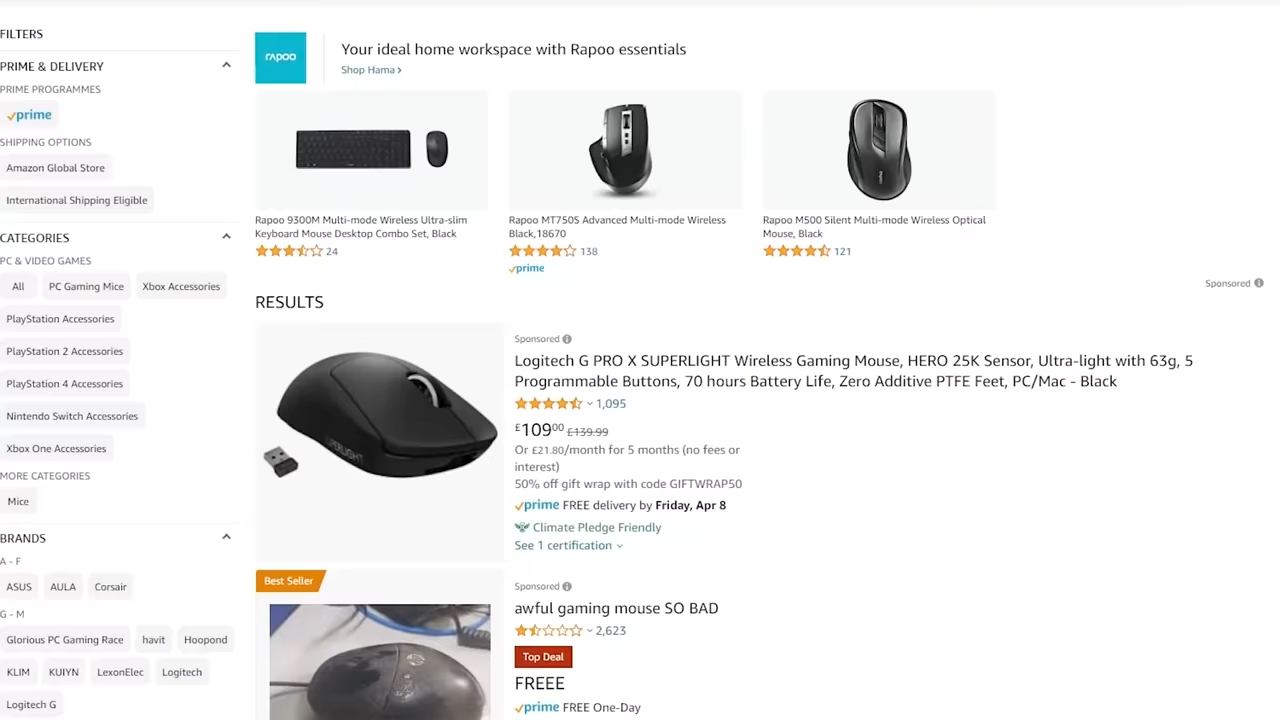 FILTERS
PRIME & DELIVERY
PRIME PROGRAMMES
prime
SHIPPING OPTIONS
Amazon Global Store
International Shipping Eligible
CATEGORIES
PC & VIDEO GAMES
All
PC Gaming Mice
Xbox Accessories
PlayStation Accessories
PlayStation 2 Accessories
PlayStation 4 Accessories
Nintendo Switch Accessories
Xbox One Accessories
MORE CATEGORIES
Mice
BRANDS
A - F
ASUS
AULA
Corsair
G - M
Glorious PC Gaming Race
havit
Hoopond
KLIM
KUIYN
LexonElec
Logitech
Logitech G
rapoo
Your ideal home workspace with Rapoo essentials
Shop Hama ›
Rapoo 9300M Multi-mode Wireless Ultra-slim
Keyboard Mouse Desktop Combo Set, Black
24
Rapoo MT750S Advanced Multi-mode Wireless
Black,18670
138
prime
rapoo
Rapoo M500 Silent Multi-mode Wireless Optical
Mouse, Black
121
Sponsored
RESULTS
SUPERLIGHT
Sponsored
Logitech G PRO X SUPERLIGHT Wireless Gaming Mouse, HERO 25K Sensor, Ultra-light with 63g, 5
Programmable Buttons, 70 hours Battery Life, Zero Additive PTFE Feet, PC/Mac - Black
1,095
£10900 £139.99
Or £21.80/month for 5 months (no fees or
interest)
50% off gift wrap with code GIFTWRAP50
prime FREE delivery by Friday, Apr 8
Climate Pledge Friendly
See 1 certification
Best Seller
hp
Sponsored
awful gaming mouse SO BAD
2,623
Top Deal
FREEE
prime FREE One-Day